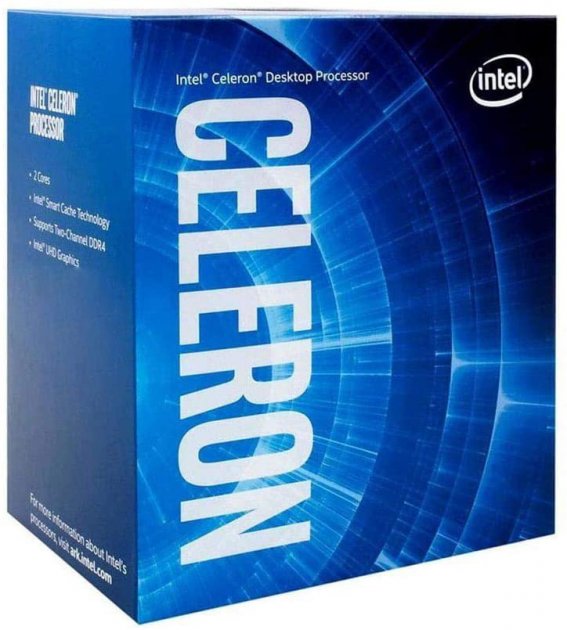 INTEL® CELERON®
PROCESSOR
• 2 Cores
• Intel® Smart Cache Technology
• Supports Two-Channel DDR4
• Intel® UHD Graphics
For more information about Intel's
processors, visit ark.intel.com
Intel® Celeron® Desktop Processor
intel
CELERON